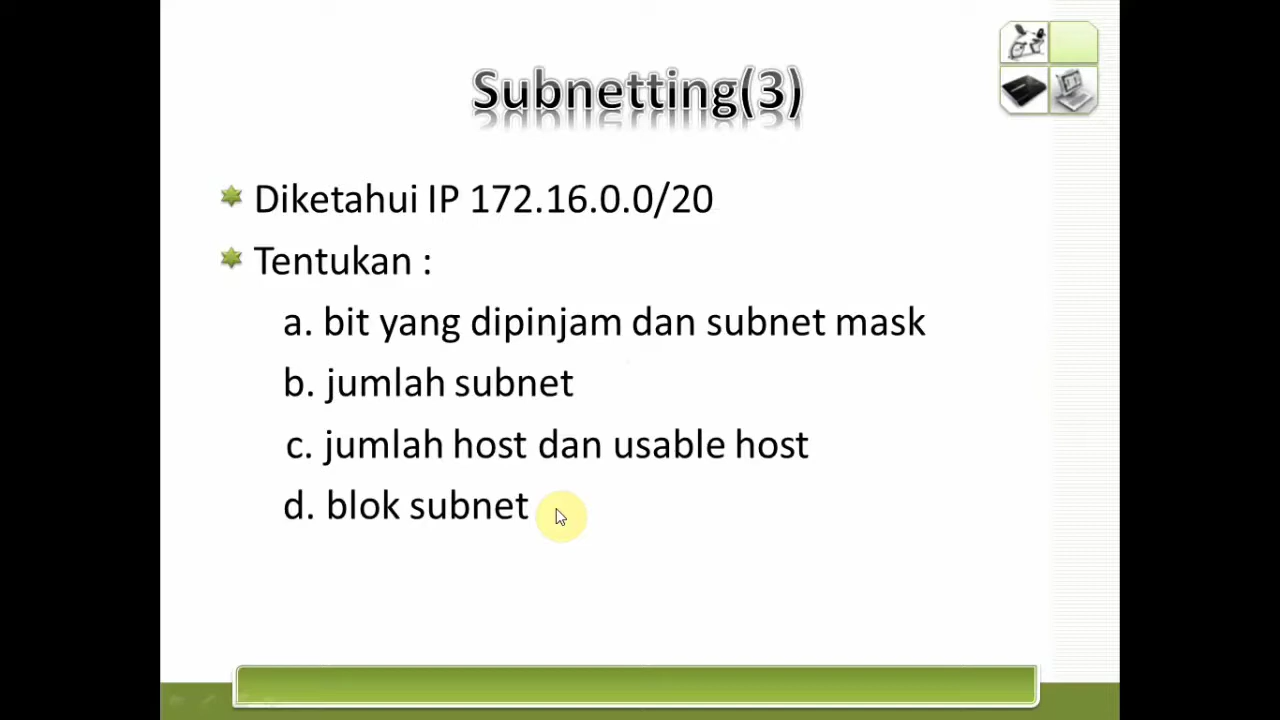 Subnetting(3)
Diketahui IP 172.16.0.0/20
Tentukan :
a. bit yang dipinjam dan subnet mask
b. jumlah subnet
c. jumlah host dan usable host
d. blok subnet